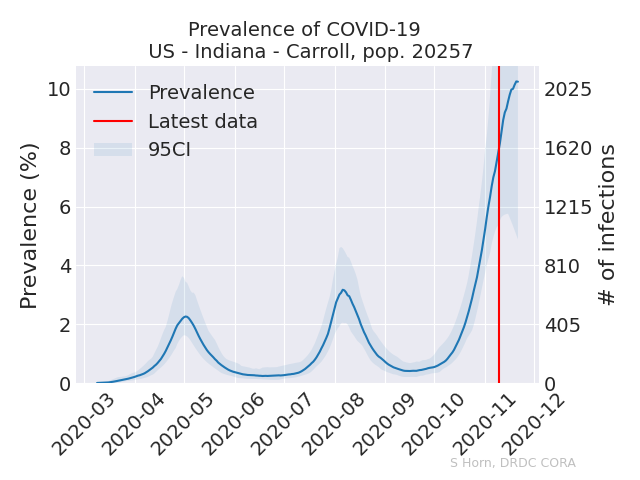 Prevalence of COVID-19
US - Indiana - Carroll, pop. 20257
Prevalence
Latest data
95CI
Prevalence (%)
10
8
6
4
2
0
2025
1620
1215
810
405
0
# of infections
2020-03
2020-04
2020-05
2020-06
2020-07
2020-08
2020-09
2020-10
2020-11
2020-12
S Horn, DRDC CORA